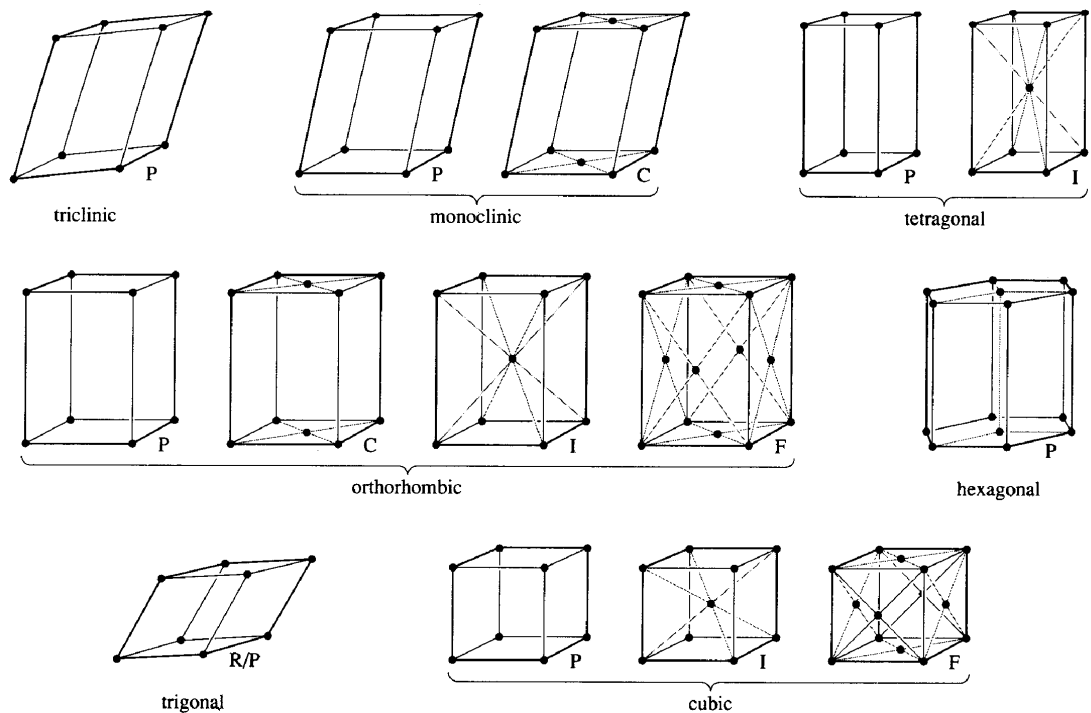 P P C P I
triclinic monoclinic tetragonal
P C I F P
orthorhombic hexagonal
R/P P I F
trigonal cubic